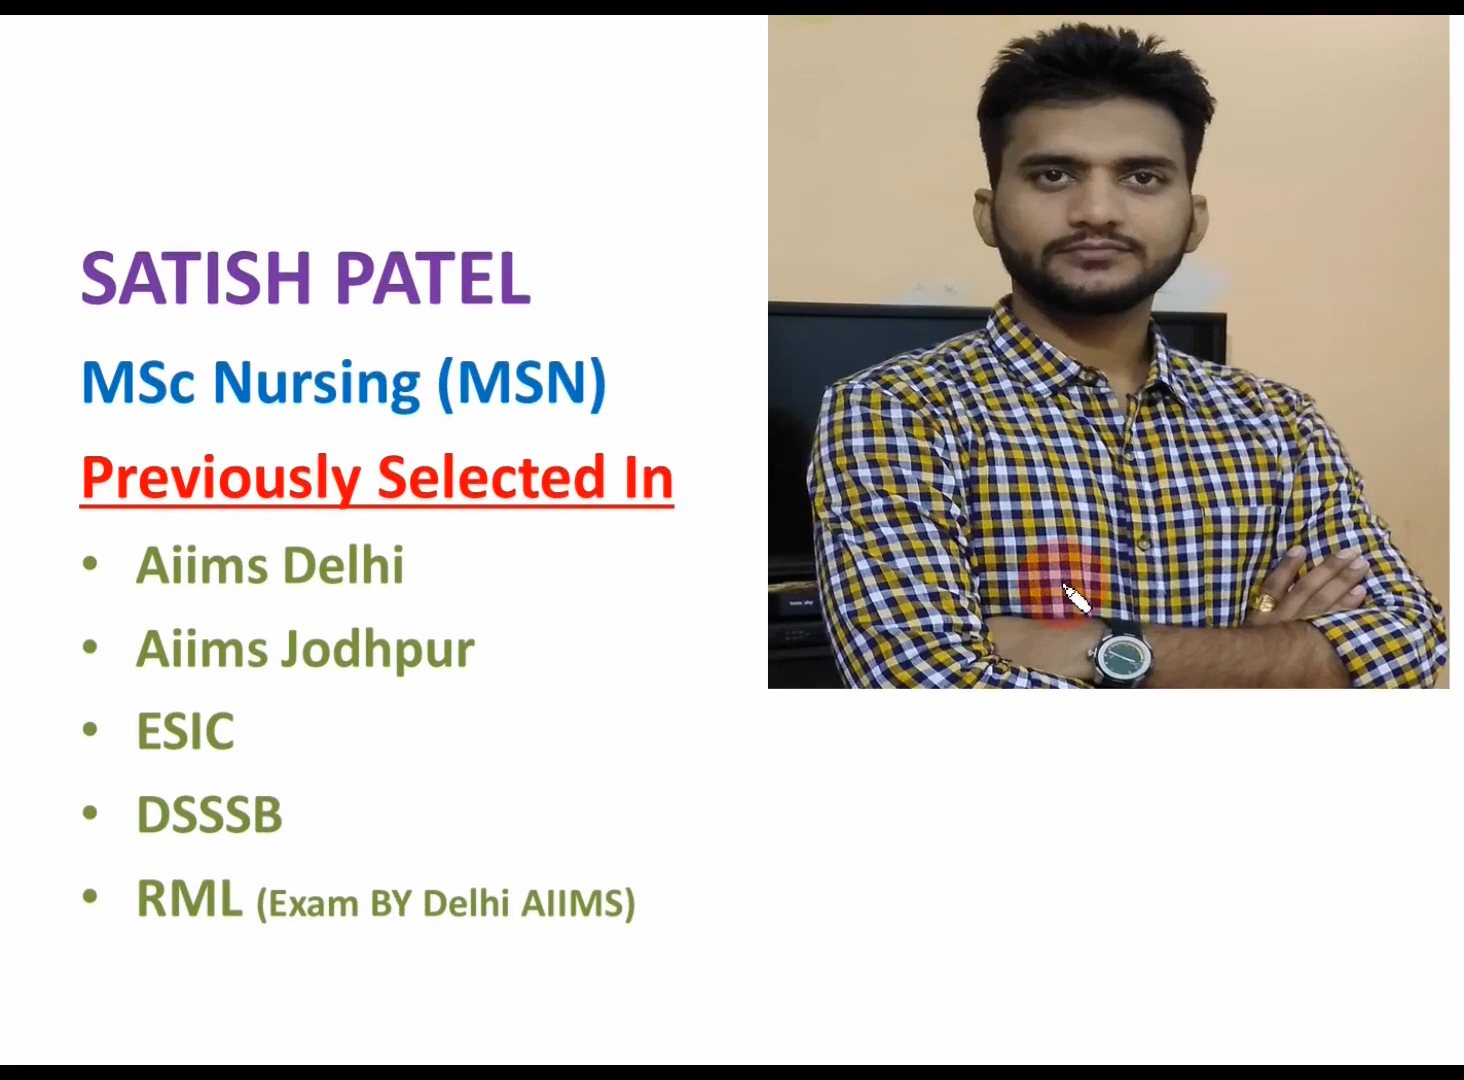 SATISH PATEL
MSc Nursing (MSN)
Previously Selected In
• Aiims Delhi
• Aiims Jodhpur
• ESIC
• DSSSB
• RML (Exam BY Delhi AIIMS)